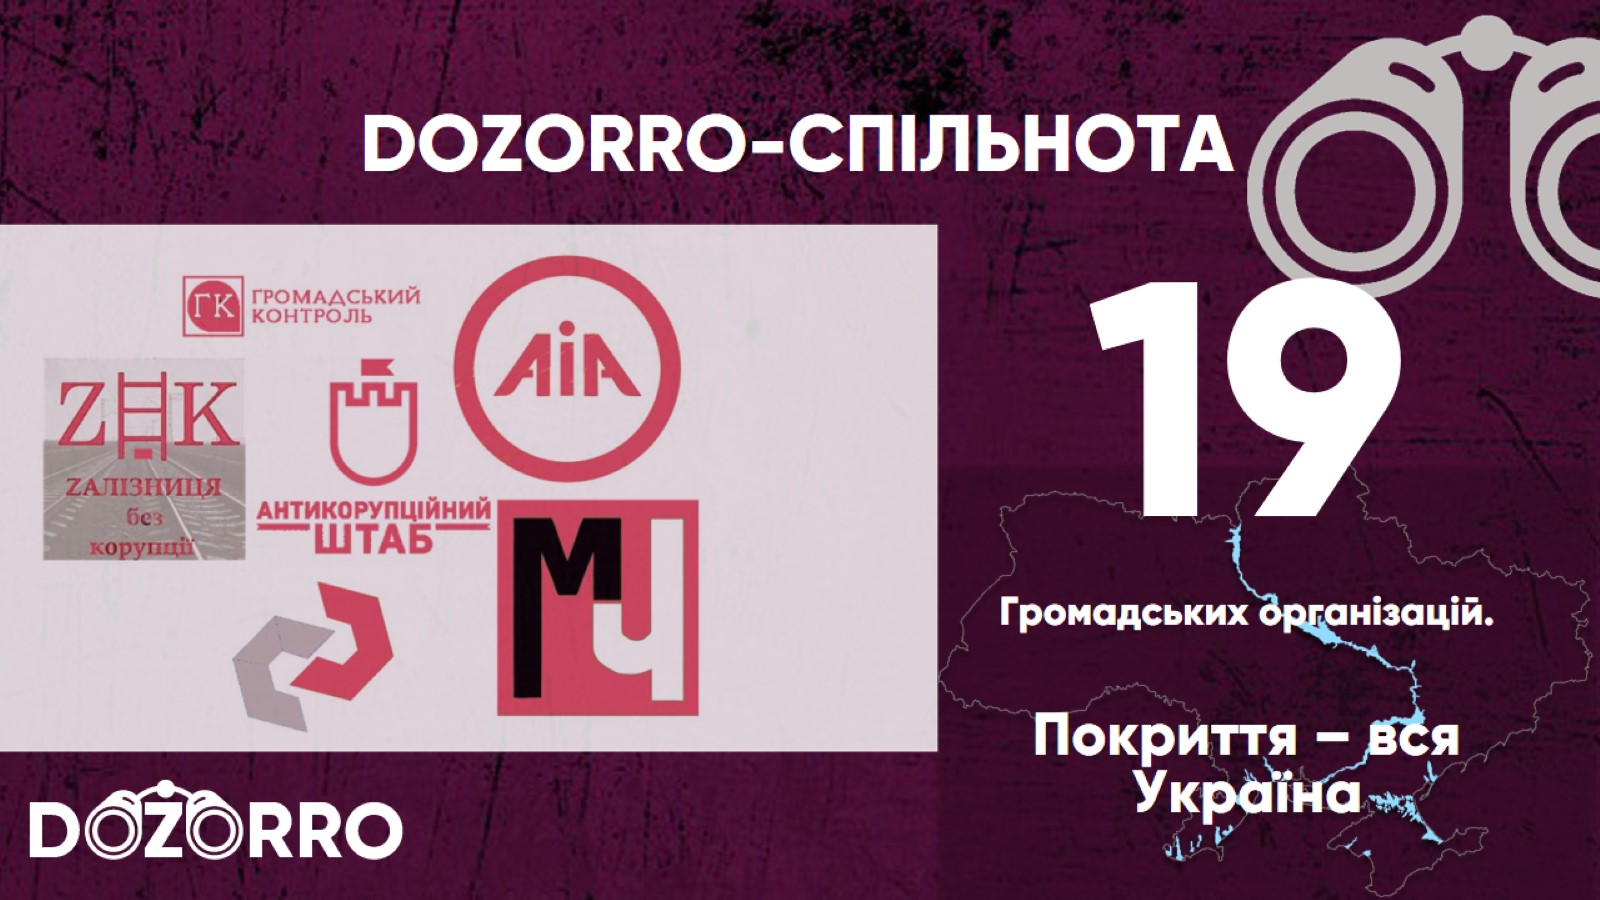 DOZORRO-СПІЛЬНОТА
ГК ГРОМАДСЬКИЙ
КОНТРОЛЬ
AiA
ZK
ZАЛІЗНИЦЯ
без
корупції
АНТИКОРУПЦІЙНИЙ
ШТАБ
МЧ
19
Громадських організацій.
Покриття – вся
Україна
DOZORRO